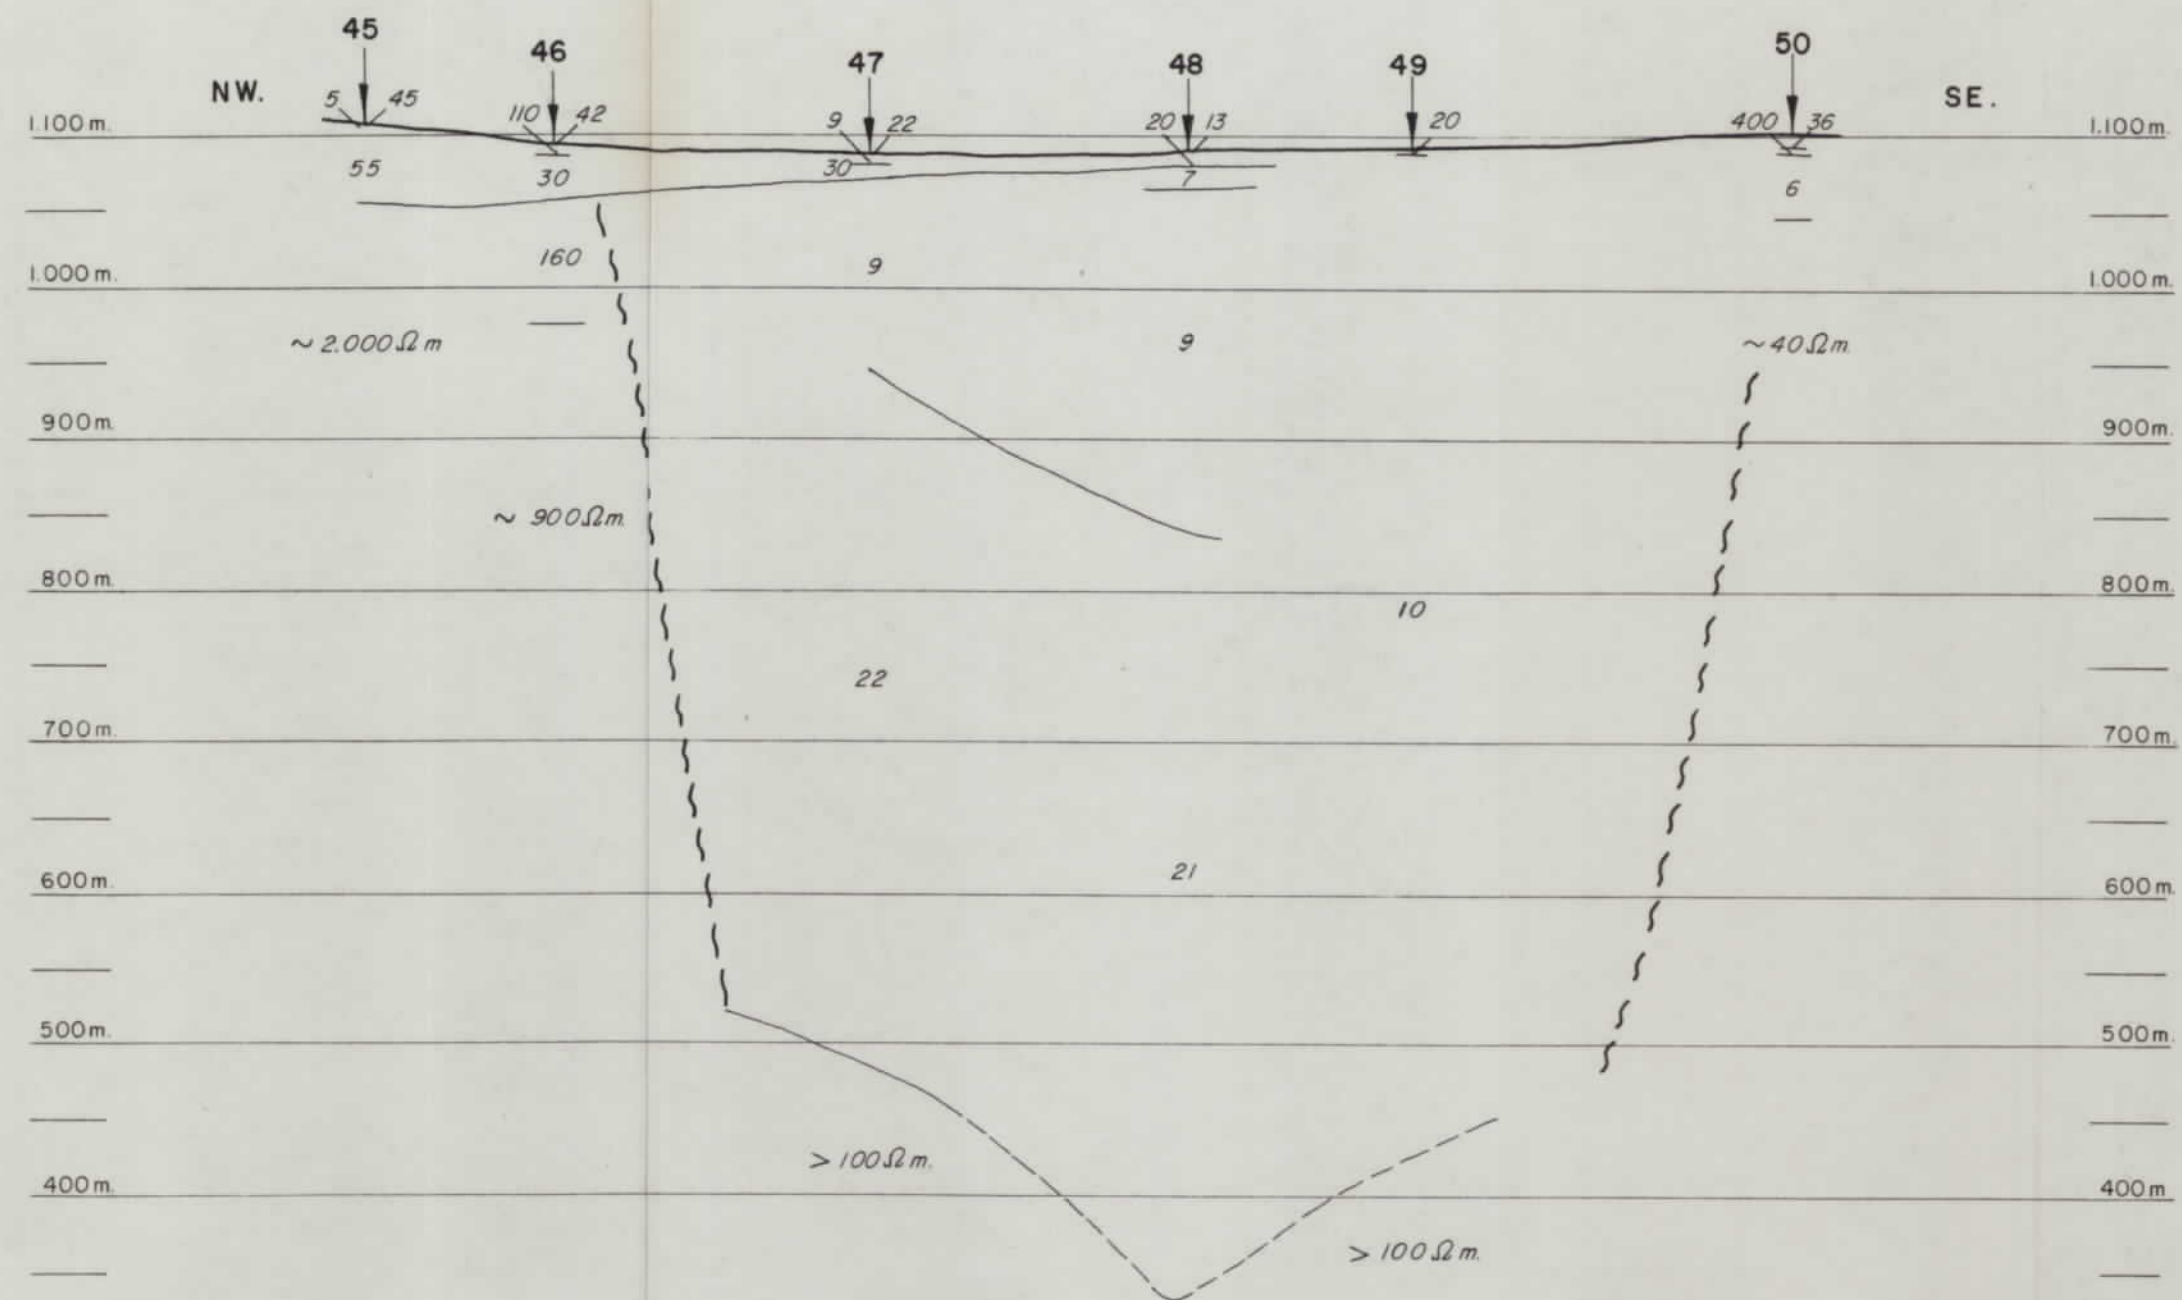 45
46
47
48
49
50
NW.
SE.
5 45
110 42
9 22
20 13
20
400 36
1.100 m.
1.100 m.
55
30
30
7
6
160
9
1.000 m.
1.000 m.
~ 2.000 Ω m
9
~ 40 Ω m.
900 m.
900 m.
~ 900 Ω m.
800 m.
800 m.
10
22
700 m.
700 m.
21
600 m.
600 m.
500 m.
500 m.
> 100 Ω m.
400 m.
400 m
> 100 Ω m.